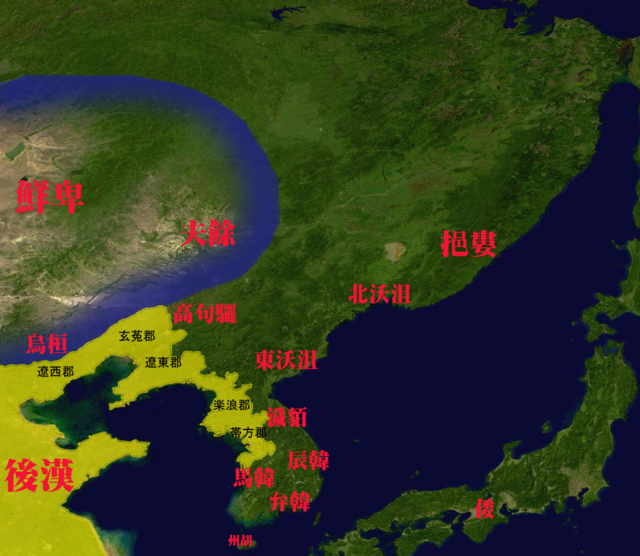 鮮卑
夫餘
挹婁
北沃沮
高句驪
玄菟郡
烏桓
遼東郡
東沃沮
遼西郡
楽浪郡
濊貊
帯方郡
辰韓
後漢
馬韓
弁韓
倭
州胡